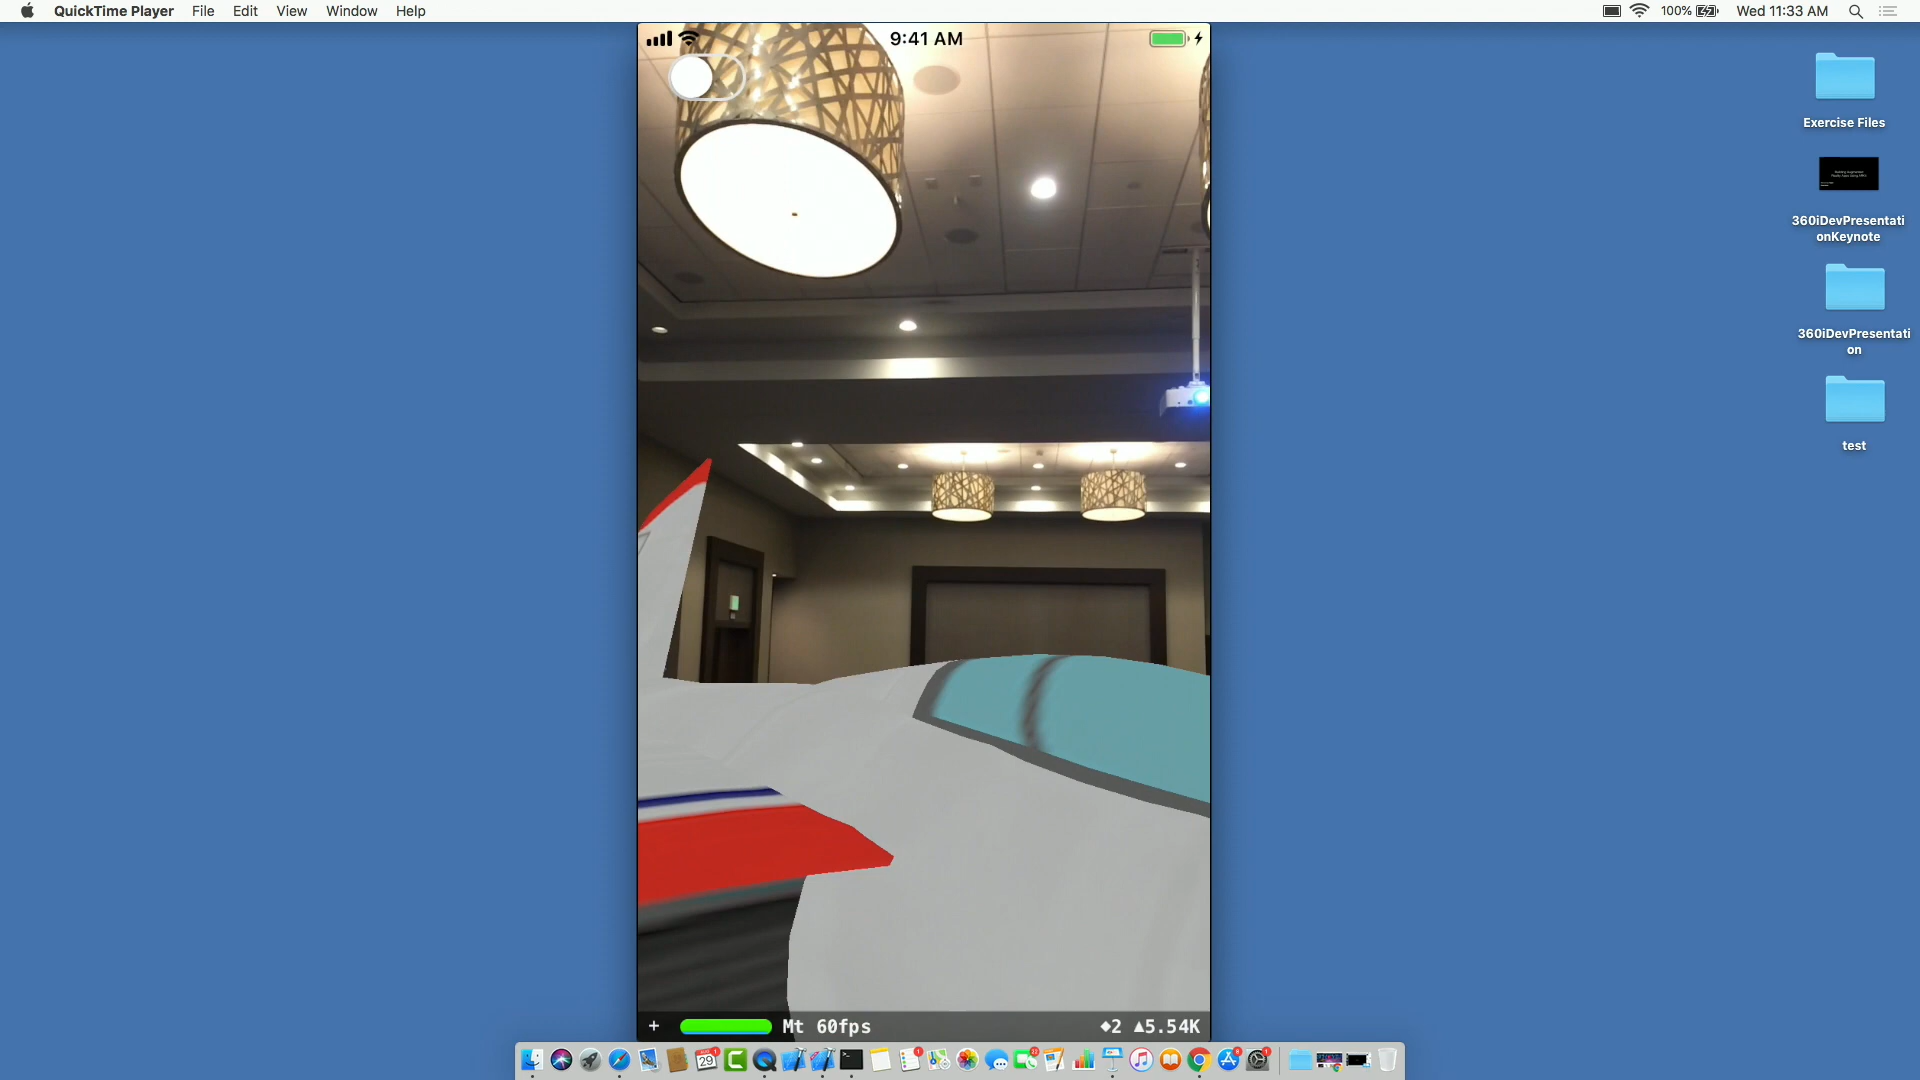 QuickTime Player File Edit View Window Help 100% Wed 11:33 AM
9:41 AM
Exercise Files
360iDevPresentati
onKeynote
360iDevPresentati
on
test
+ Mt 60fps ◆2 ▲5.54K
29